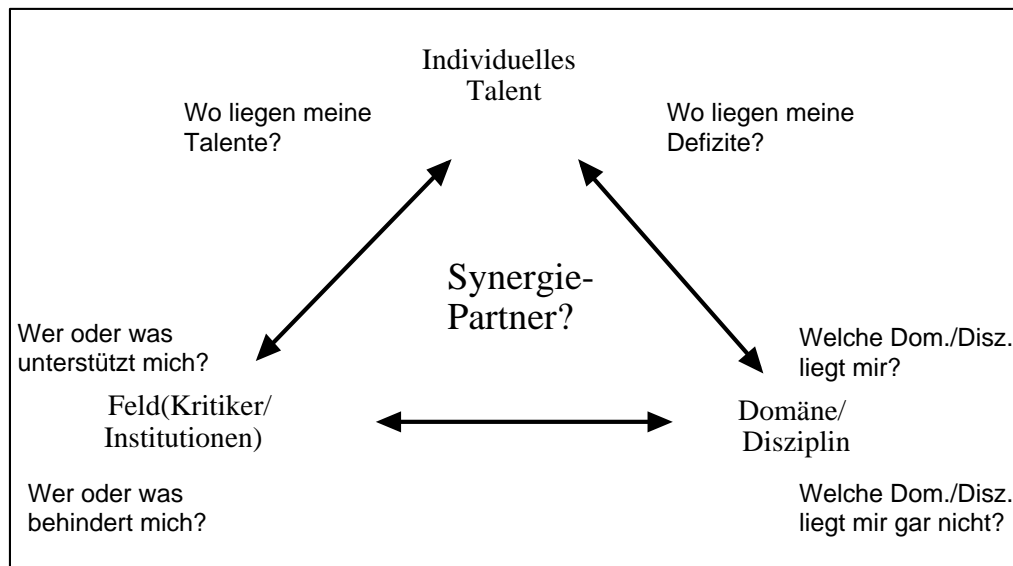 Individuelles
Talent
Wo liegen meine
Talente?
Wo liegen meine
Defizite?
Synergie-
Partner?
Wer oder was
unterstützt mich?
Welche Dom./Disz.
liegt mir?
Feld(Kritiker/
Institutionen)
Domäne/
Disziplin
Wer oder was
behindert mich?
Welche Dom./Disz.
liegt mir gar nicht?